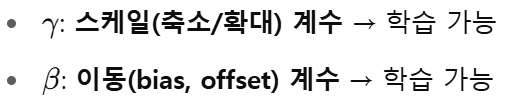 • γ: 스케일(축소/확대) 계수 → 학습 가능
• β: 이동(bias, offset) 계수 → 학습 가능